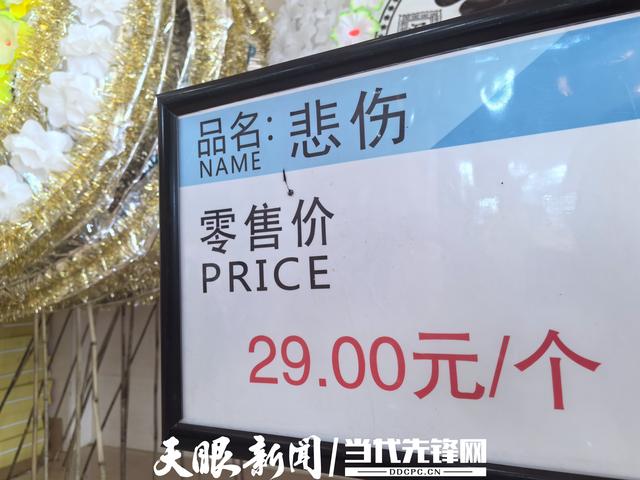 品名: 悲伤
NAME
零售价
PRICE
29.00元/个
天眼新闻/当代先锋网
DDCPC.CN